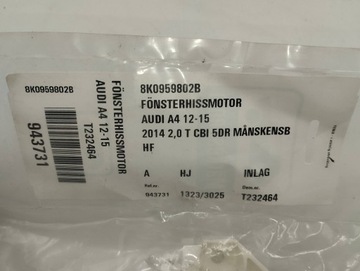 8K0959802B
FÖNSTERHISSMOTOR
AUDI A4 12-15
T232464
943731
8K0959802B
FÖNSTERHISSMOTOR
AUDI A4 12-15
2014 2,0 T CBI 5DR MÅNSKENSB
HF
A HJ INLAG
943731 1323/3025 T232464